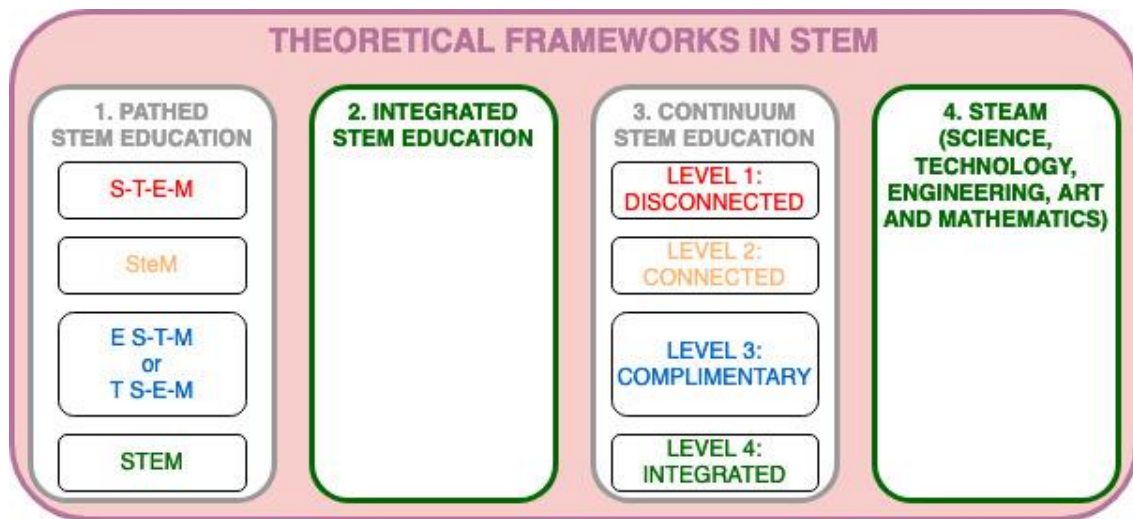 THEORETICAL FRAMEWORKS IN STEM
1. PATHED
STEM EDUCATION
S-T-E-M
SteM
E S-T-M
or
T S-E-M
STEM
2. INTEGRATED
STEM EDUCATION
3. CONTINUUM
STEM EDUCATION
LEVEL 1:
DISCONNECTED
LEVEL 2:
CONNECTED
LEVEL 3:
COMPLIMENTARY
LEVEL 4:
INTEGRATED
4. STEAM
(SCIENCE,
TECHNOLOGY,
ENGINEERING, ART
AND MATHEMATICS)